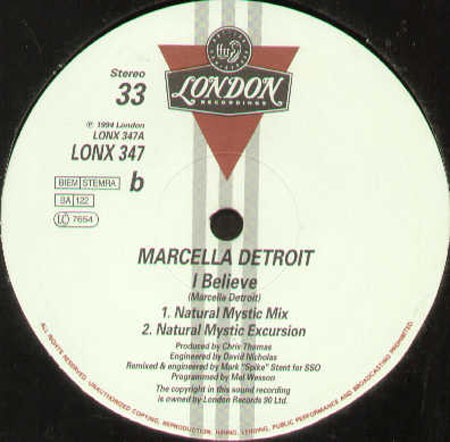 ffrr
LONDON
RECORDINGS
Stereo
33
℗ 1994 London
LONX 347A
LONX 347
BIEM STEMRA b
SA 122
LC 7654
MARCELLA DETROIT
I Believe
(Marcella Detroit)
1. Natural Mystic Mix
2. Natural Mystic Excursion
Produced by Chris Thomas
Engineered by David Nicholas
Remixed & engineered by Mark "Spike" Stent for SSO
Programmed by Mal Wesson
The copyright in this sound recording
is owned by London Records 90 Ltd.
ALL RIGHTS RESERVED. UNAUTHORIZED COPYING, REPRODUCTION, HIRING, LENDING, PUBLIC PERFORMANCE AND BROADCASTING PROHIBITED.